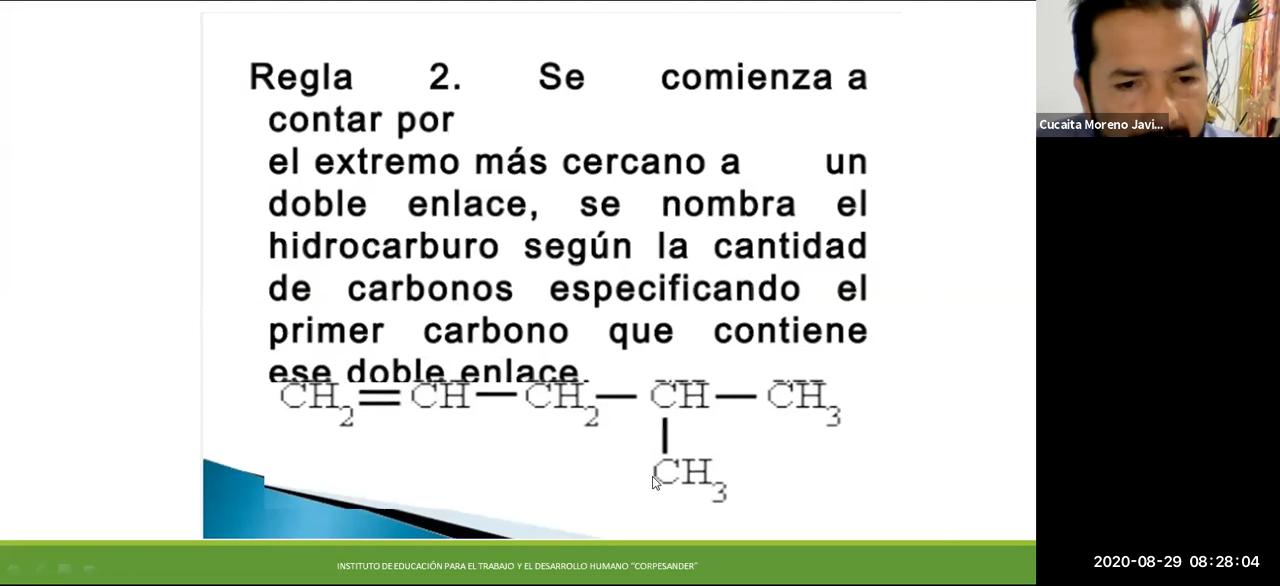 Regla 2. Se comienza a
contar por
el extremo más cercano a un
doble enlace, se nombra el
hidrocarburo según la cantidad
de carbonos especificando el
primer carbono que contiene
ese doble enlace.
CH2=CH—CH2—CH—CH3
|
CH3
INSTITUTO DE EDUCACIÓN PARA EL TRABAJO Y EL DESARROLLO HUMANO "CORPESANDER"
Cucaita Moreno Javi...
2020-08-29 08:28:04